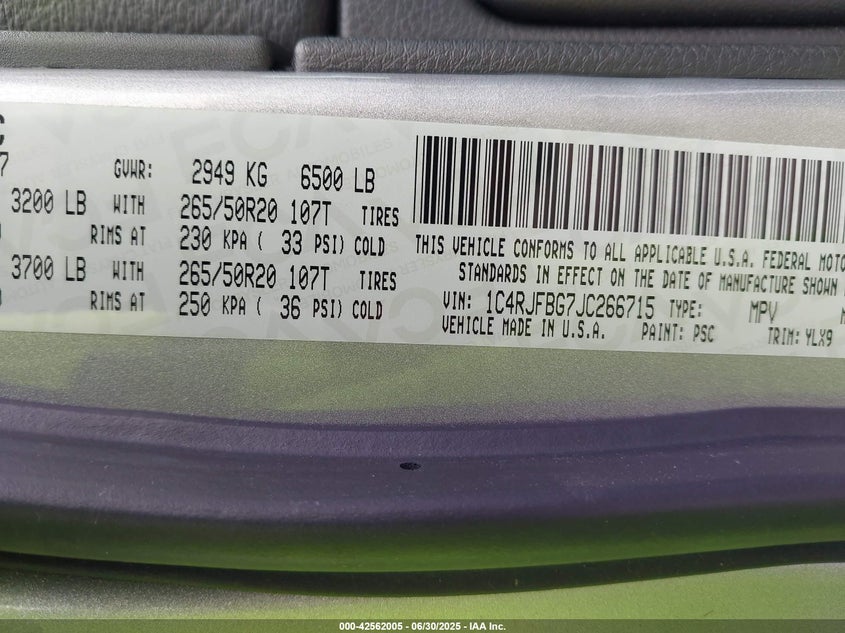 C
7
GVWR: 2949 KG 6500 LB
3200 LB WITH 265/50R20 107T TIRES
RIMS AT 230 KPA ( 33 PSI) COLD
3700 LB WITH 265/50R20 107T TIRES
RIMS AT 250 KPA ( 36 PSI) COLD
THIS VEHICLE CONFORMS TO ALL APPLICABLE U.S.A. FEDERAL MOTO
STANDARDS IN EFFECT ON THE DATE OF MANUFACTURE SHOWN
VIN: 1C4RJFBG7JC266715 TYPE: MPV
VEHICLE MADE IN U.S.A. PAINT: PSC TRIM: YLX9
000-42562005 - 06/30/2025 - IAA Inc.